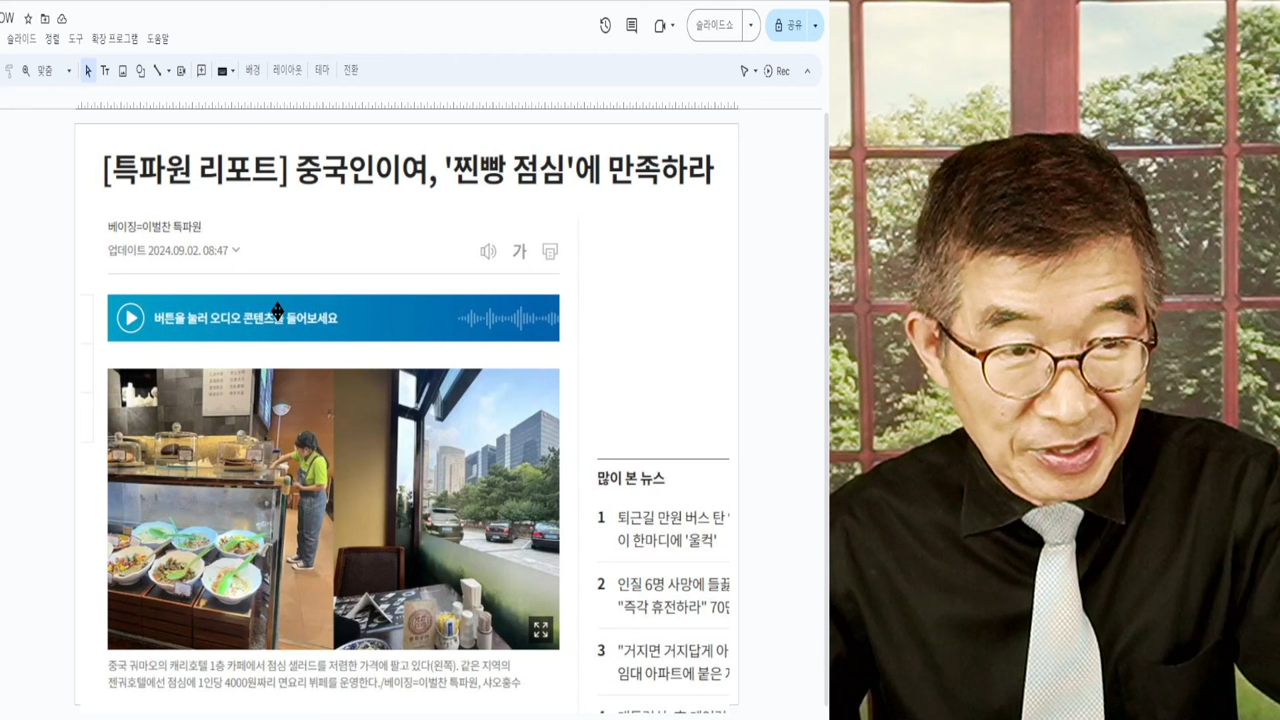 OW
슬라이드 정렬 도구 확장 프로그램 도움말
슬라이드쇼
공유
맞춤
Tт
배경 레이아웃 테마 전환
Rec
[특파원 리포트] 중국인이여, '찐빵 점심'에 만족하라
베이징=이벌찬 특파원
업데이트 2024.09.02. 08:47
가
버튼을 눌러 오디오 콘텐츠를 들어보세요
중국 궈마오의 캐리호텔 1층 카페에서 점심 샐러드를 저렴한 가격에 팔고 있다(왼쪽). 같은 지역의
젠궈호텔에선 점심에 1인당 4000원짜리 면요리 뷔페를 운영한다./베이징=이벌찬 특파원, 샤오훙수
많이 본 뉴스
1 퇴근길 만원 버스 탄
이 한마디에 '울컥'
2 인질 6명 사망에 들끓
"즉각 휴전하라" 70만
3 "거지면 거지답게 아
임대 아파트에 붙은